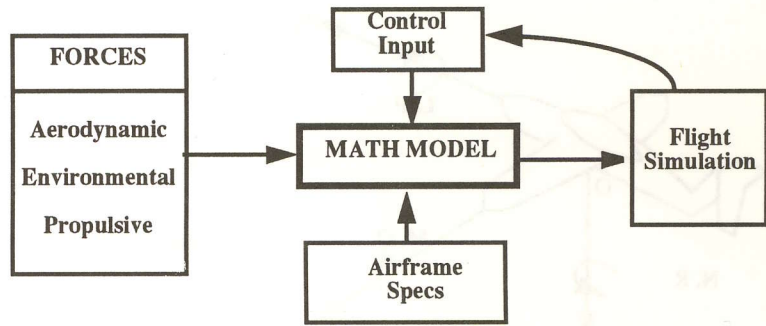 FORCES
Aerodynamic
Environmental
Propulsive
Control
Input
MATH MODEL
Airframe
Specs
Flight
Simulation